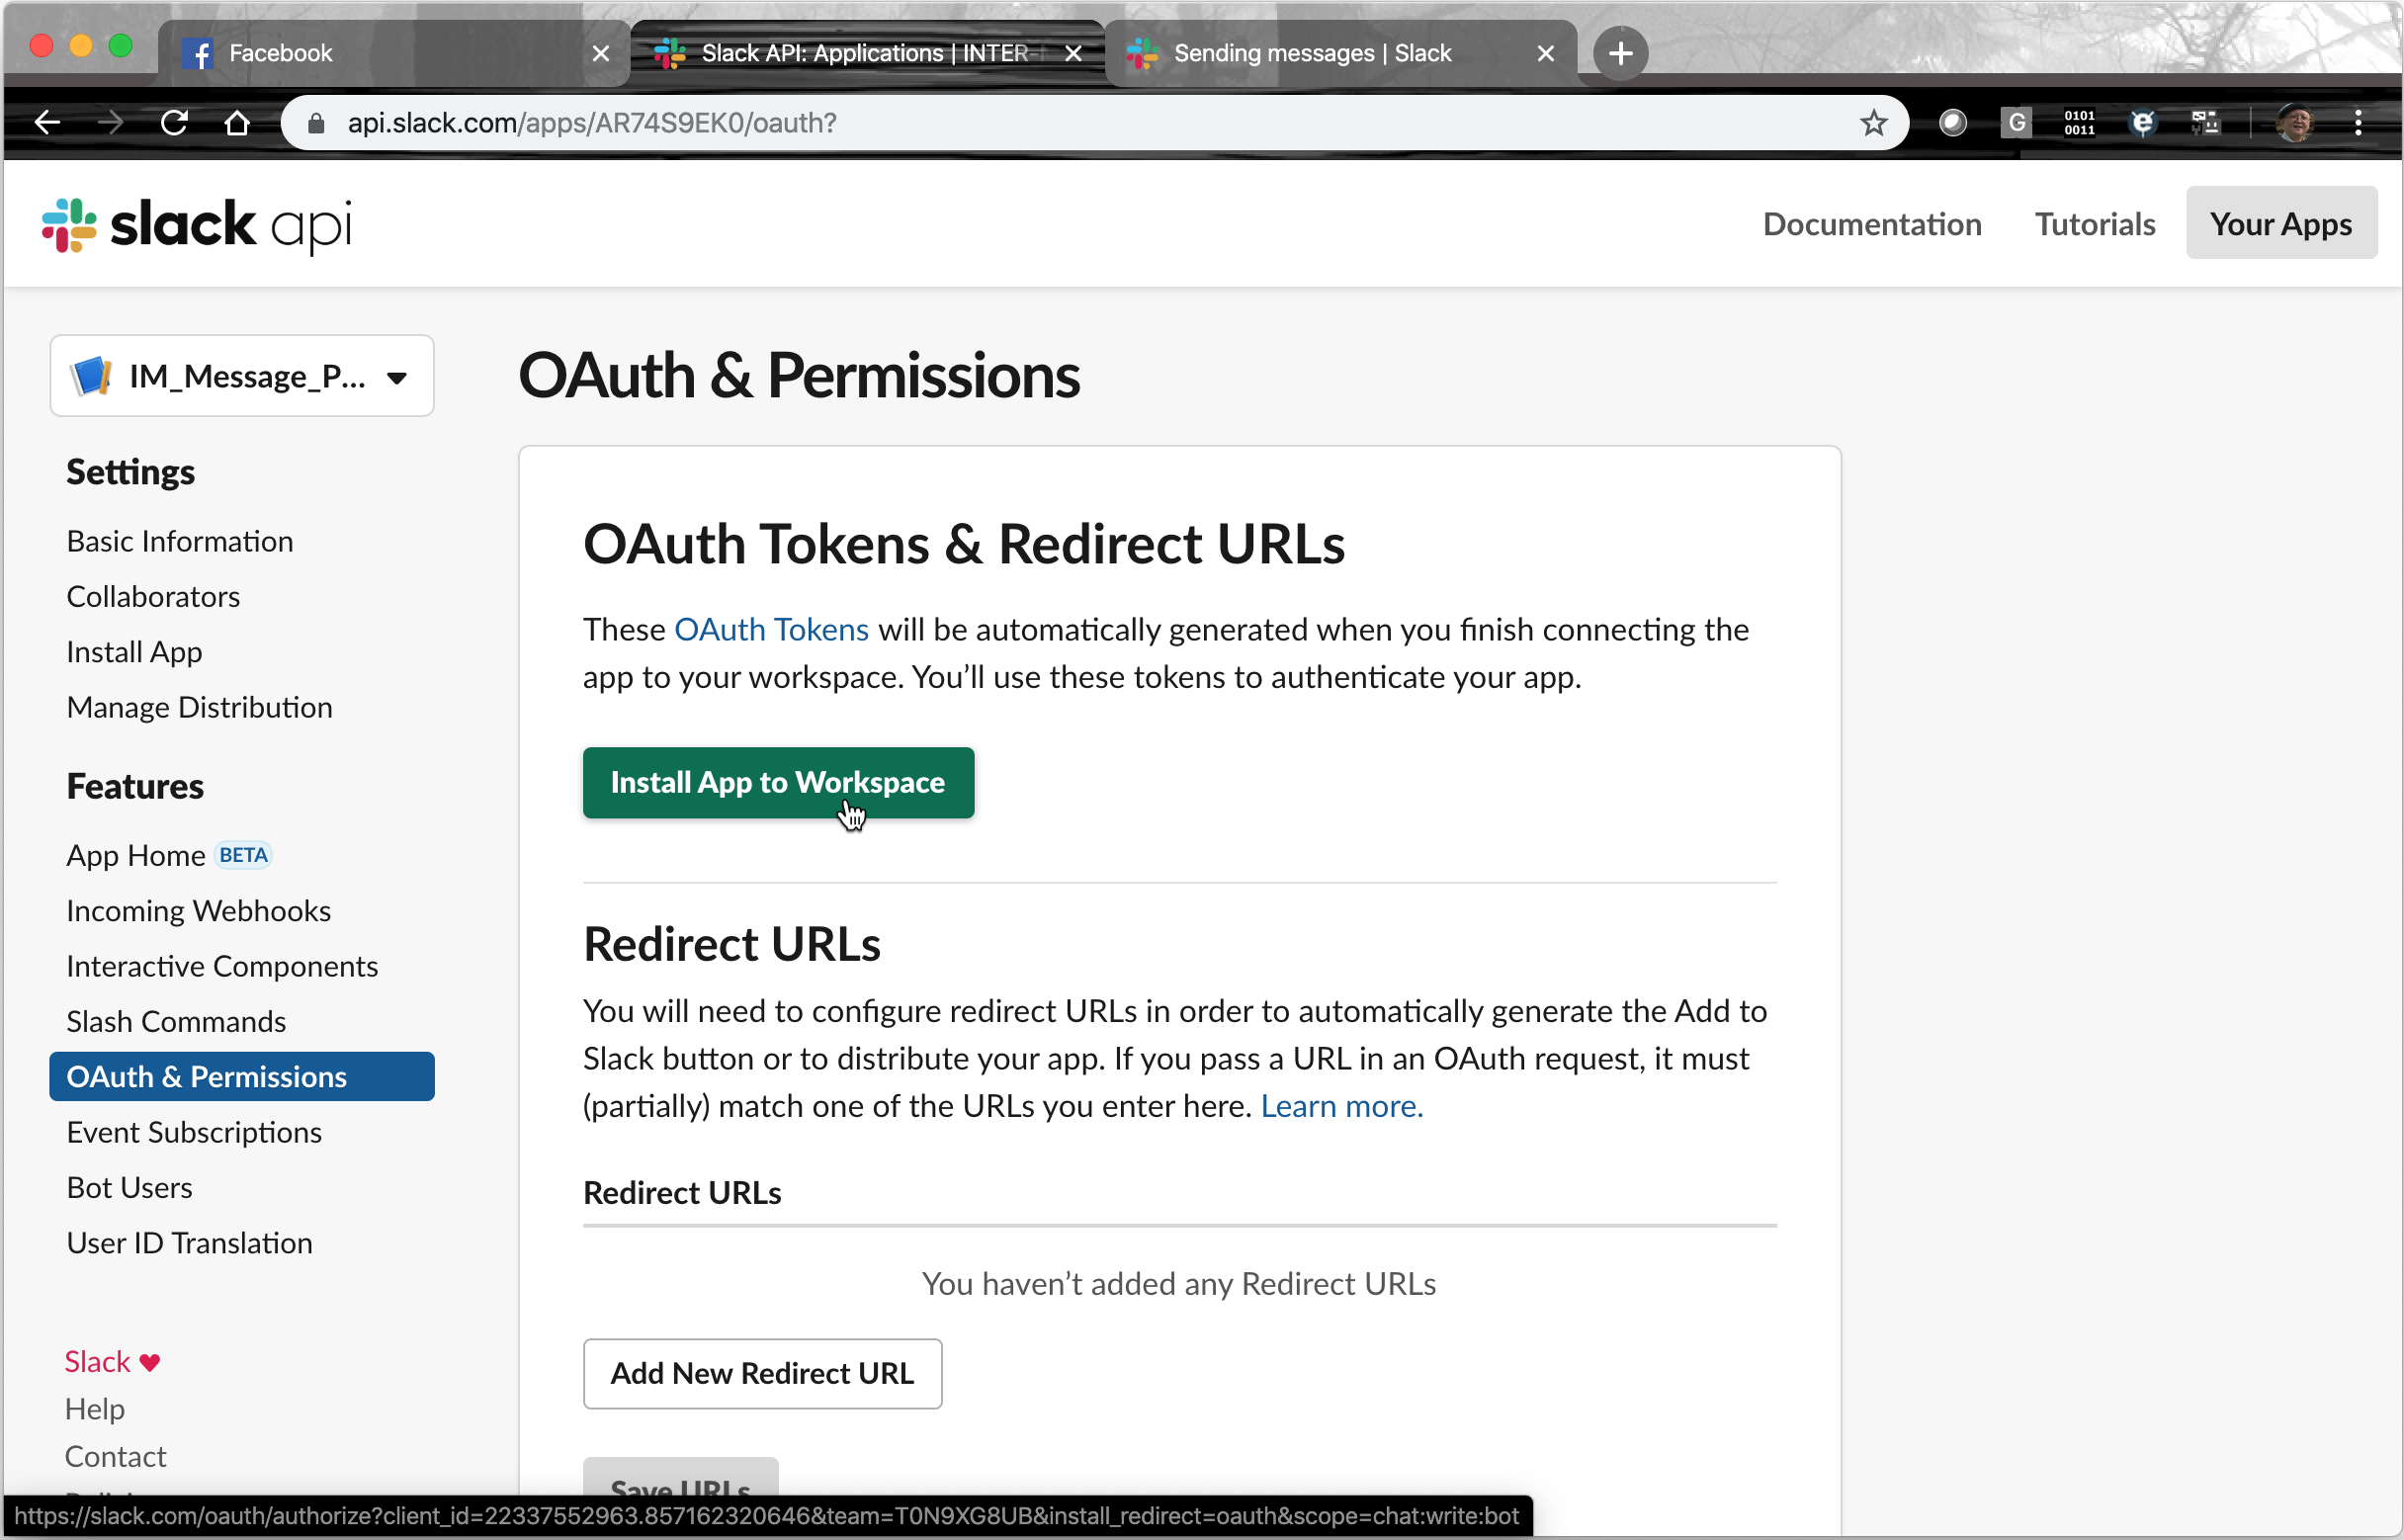 Facebook
Slack API: Applications | INTER-
Sending messages | Slack
api.slack.com/apps/AR74S9EK0/oauth?
G
0101
0011
slack api
Documentation
Tutorials
Your Apps
IM_Message_P...
Settings
Basic Information
Collaborators
Install App
Manage Distribution
Features
App Home BETA
Incoming Webhooks
Interactive Components
Slash Commands
OAuth & Permissions
Event Subscriptions
Bot Users
User ID Translation
Slack
Help
Contact
OAuth & Permissions
OAuth Tokens & Redirect URLs
These OAuth Tokens will be automatically generated when you finish connecting the
app to your workspace. You’ll use these tokens to authenticate your app.
Install App to Workspace
Redirect URLs
You will need to configure redirect URLs in order to automatically generate the Add to
Slack button or to distribute your app. If you pass a URL in an OAuth request, it must
(partially) match one of the URLs you enter here. Learn more.
Redirect URLs
You haven’t added any Redirect URLs
Add New Redirect URL
Save URLs
https://slack.com/oauth/authorize?client_id=22337552963.857162320646&team=T0N9XG8UB&install_redirect=oauth&scope=chat:write:bot